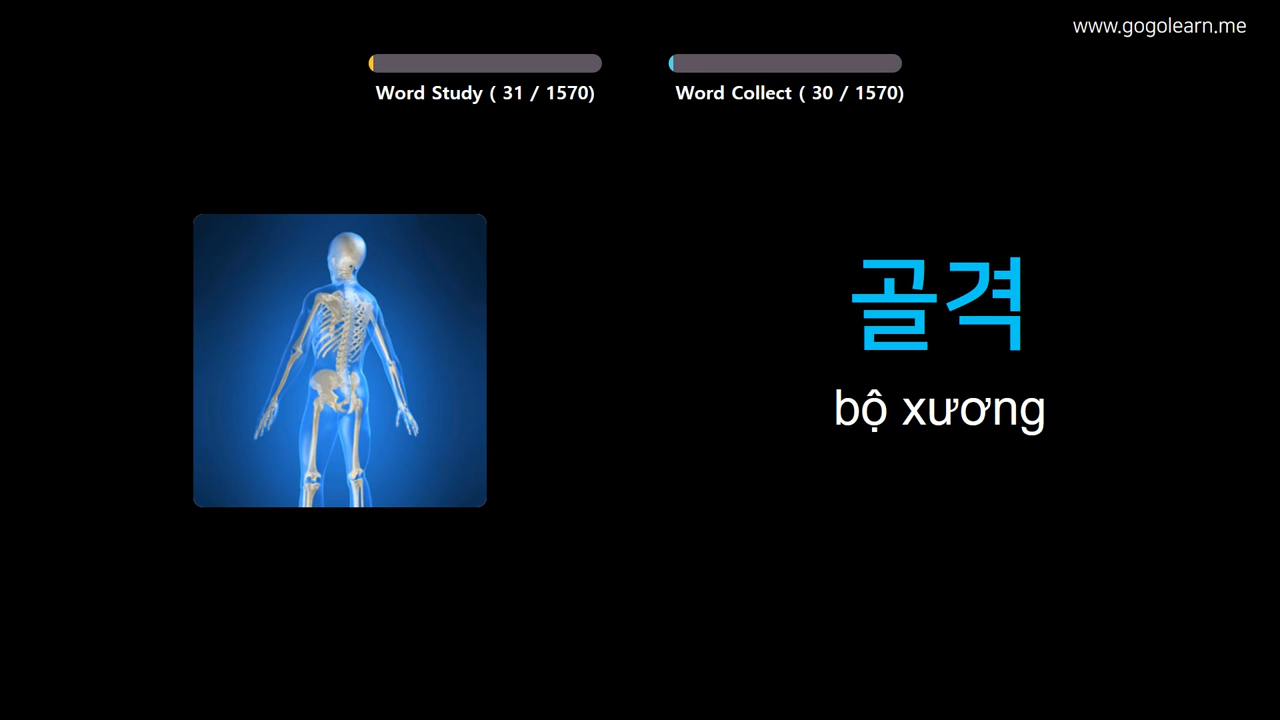 www.gogolearn.me
Word Study ( 31 / 1570)
Word Collect ( 30 / 1570)
골격
bộ xương